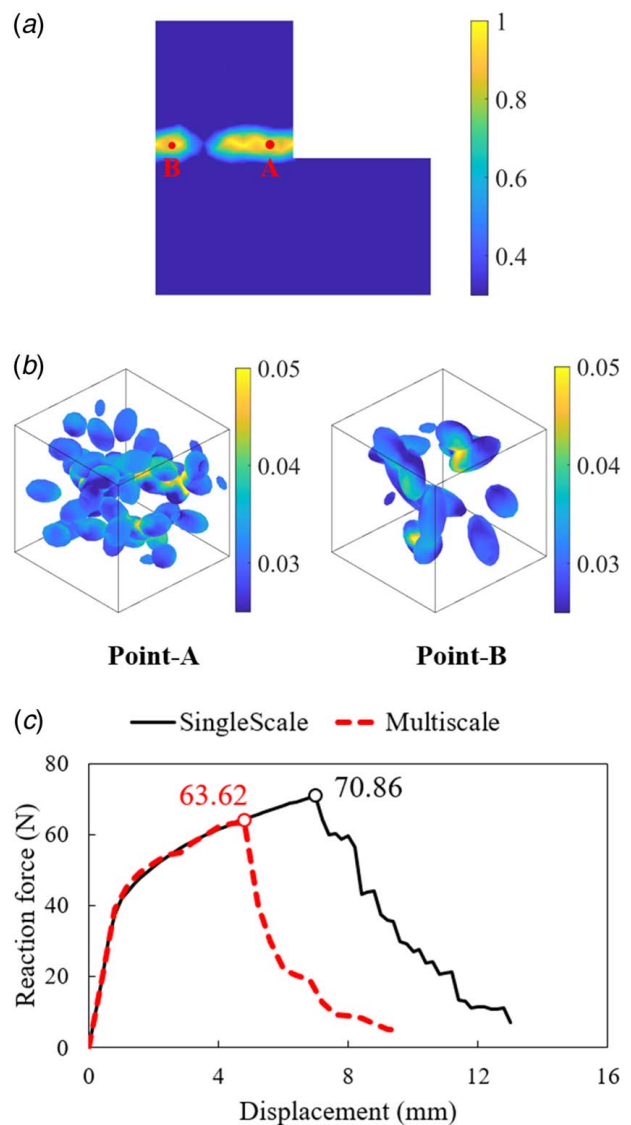 (a)
1
0.8
0.6
0.4
B
A
(b)
0.05
0.04
0.03
0.05
0.04
0.03
Point-A
Point-B
(c)
SingleScale
Multiscale
80
60
40
20
0
Reaction force (N)
63.62
70.86
0
4
8
12
16
Displacement (mm)